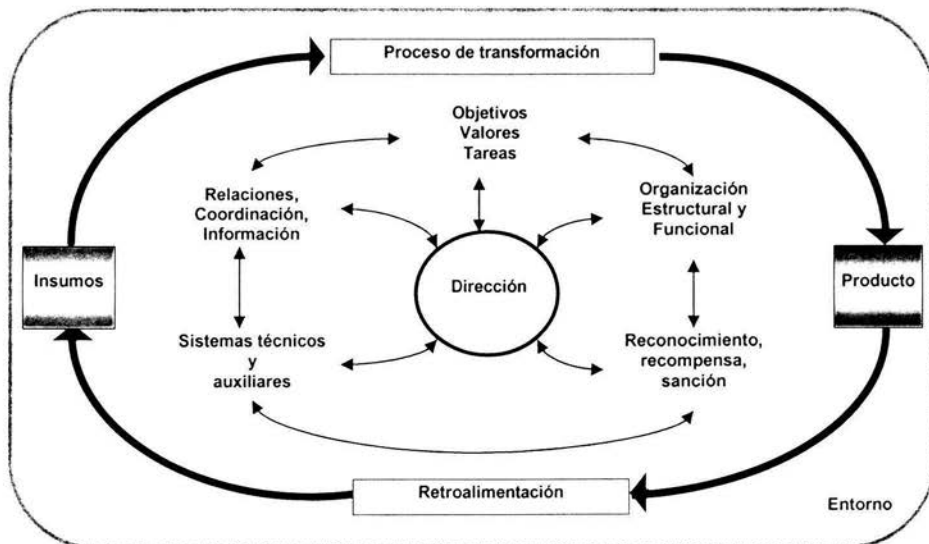 Proceso de transformación
Objetivos
Valores
Tareas
Relaciones,
Coordinación,
Información
Organización
Estructural y
Funcional
Insumos
Dirección
Producto
Sistemas técnicos
y
auxiliares
Reconocimiento,
recompensa,
sanción
Retroalimentación
Entorno